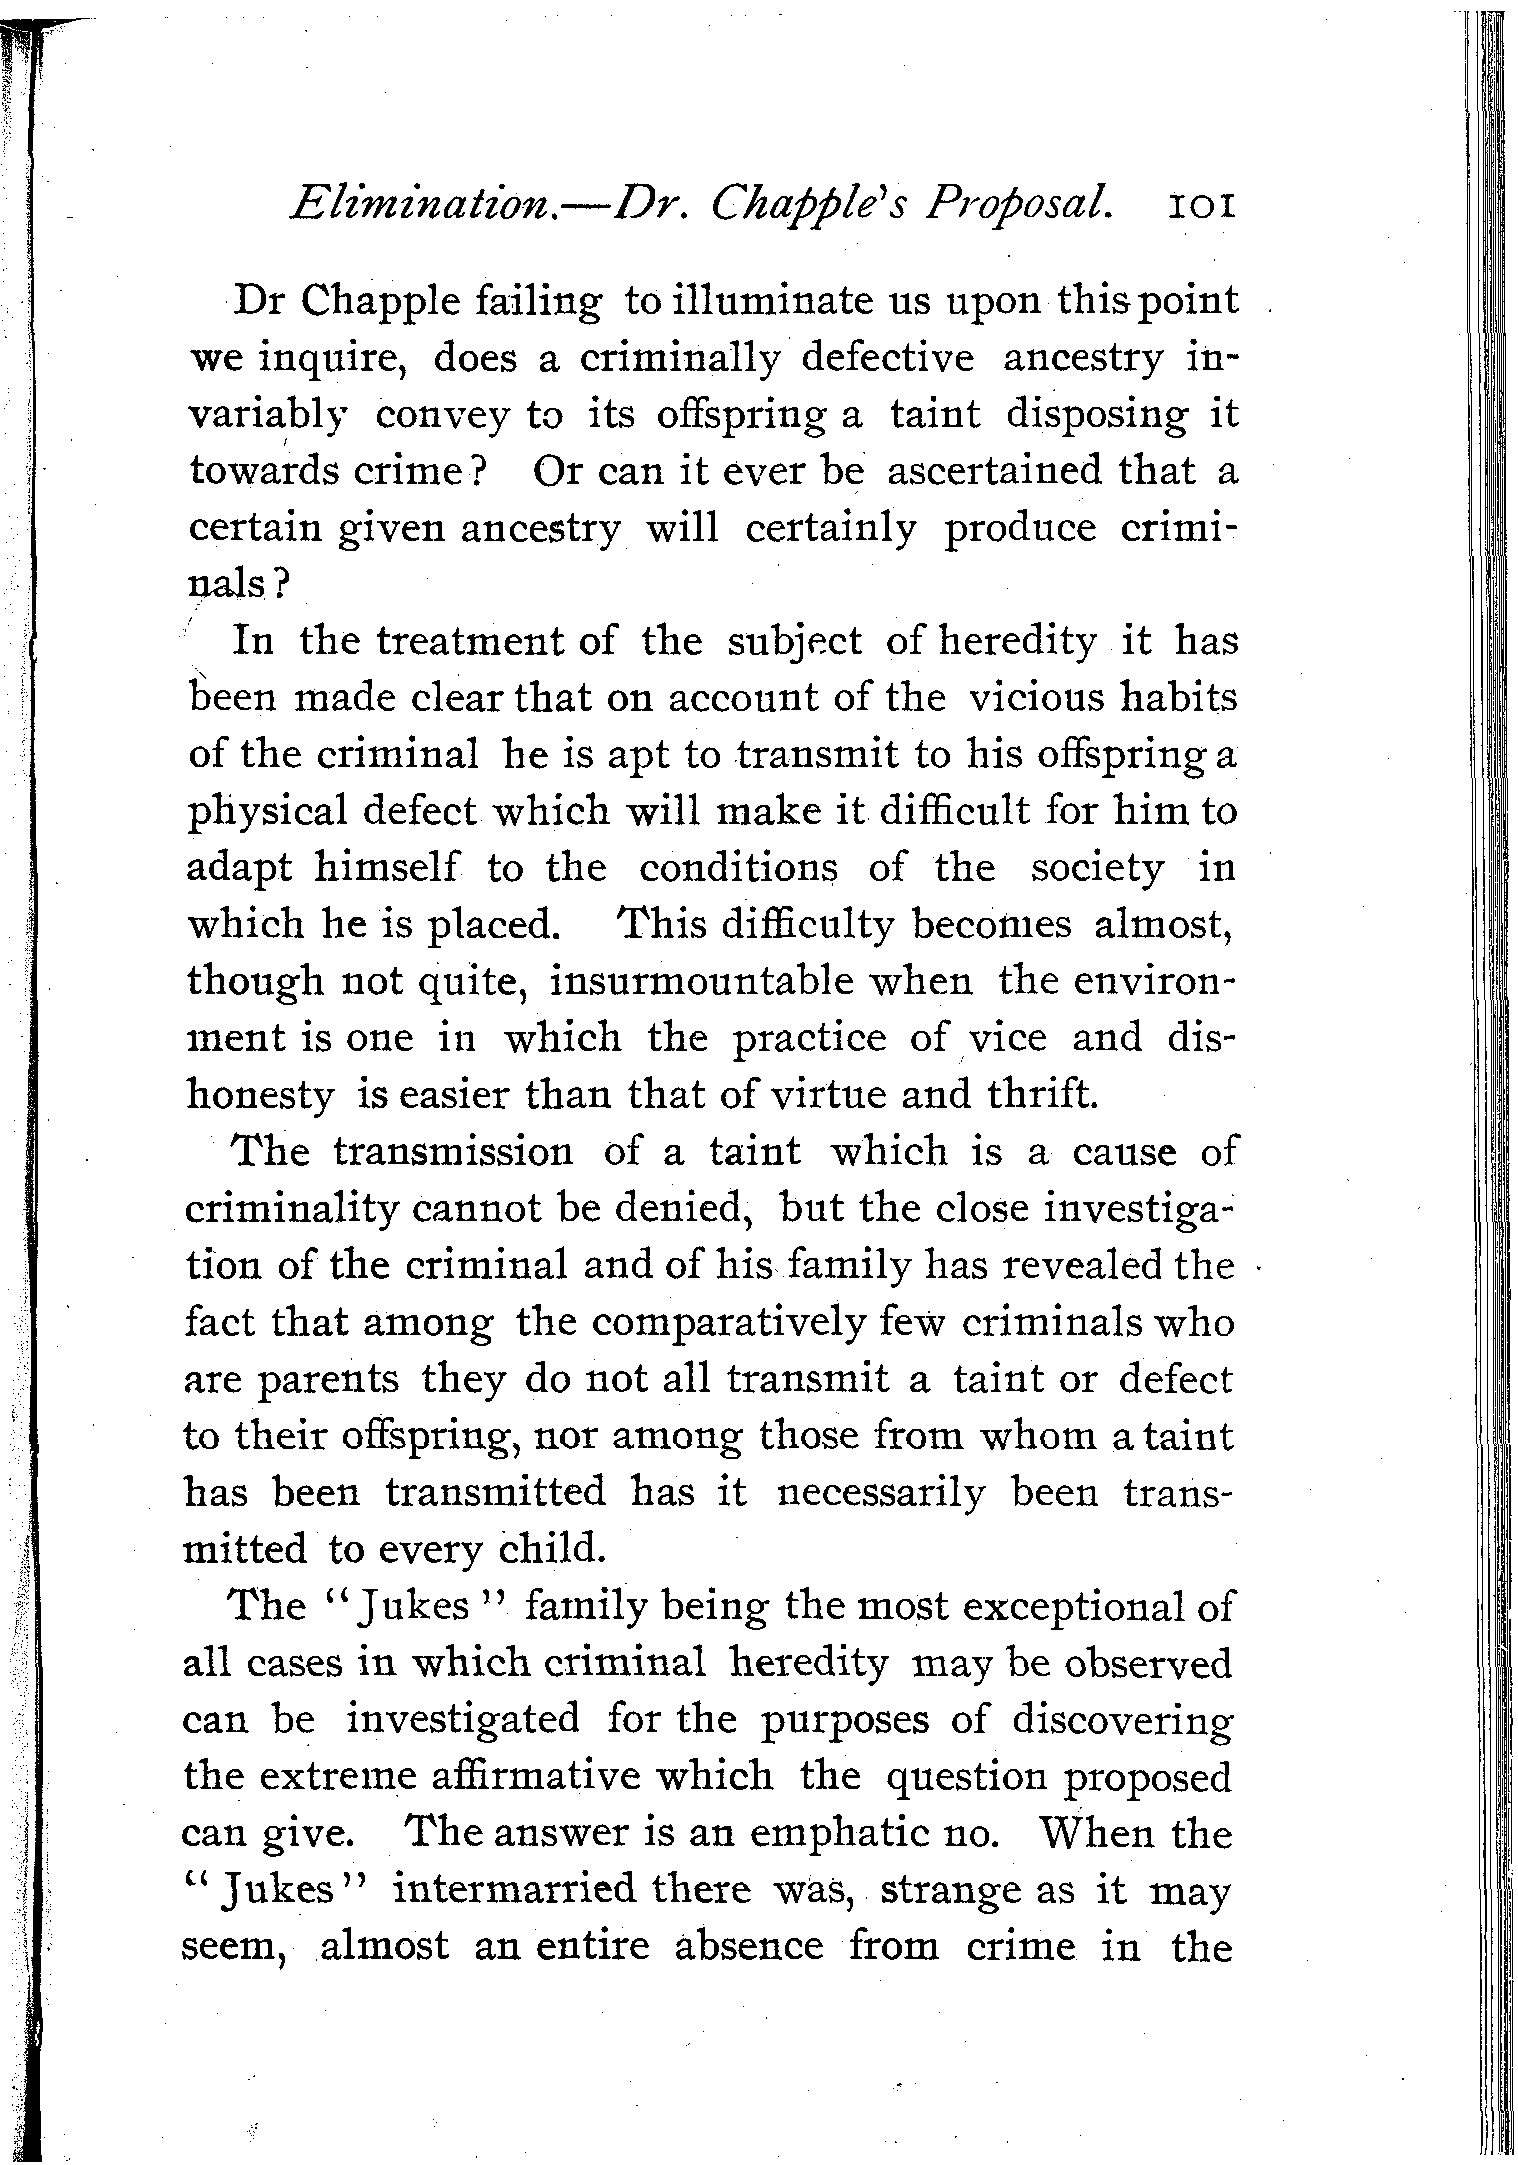 Elimination.—Dr. Chapple's Proposal. 101
Dr Chapple failing to illuminate us upon this point
we inquire, does a criminally defective ancestry in-
variably convey to its offspring a taint disposing it
towards crime? Or can it ever be ascertained that a
certain given ancestry will certainly produce crimi-
nals?
In the treatment of the subject of heredity it has
been made clear that on account of the vicious habits
of the criminal he is apt to transmit to his offspring a
physical defect which will make it difficult for him to
adapt himself to the conditions of the society in
which he is placed. This difficulty becomes almost,
though not quite, insurmountable when the environ-
ment is one in which the practice of vice and dis-
honesty is easier than that of virtue and thrift.
The transmission of a taint which is a cause of
criminality cannot be denied, but the close investiga-
tion of the criminal and of his family has revealed the
fact that among the comparatively few criminals who
are parents they do not all transmit a taint or defect
to their offspring, nor among those from whom a taint
has been transmitted has it necessarily been trans-
mitted to every child.
The "Jukes" family being the most exceptional of
all cases in which criminal heredity may be observed
can be investigated for the purposes of discovering
the extreme affirmative which the question proposed
can give. The answer is an emphatic no. When the
"Jukes" intermarried there was, strange as it may
seem, almost an entire absence from crime in the